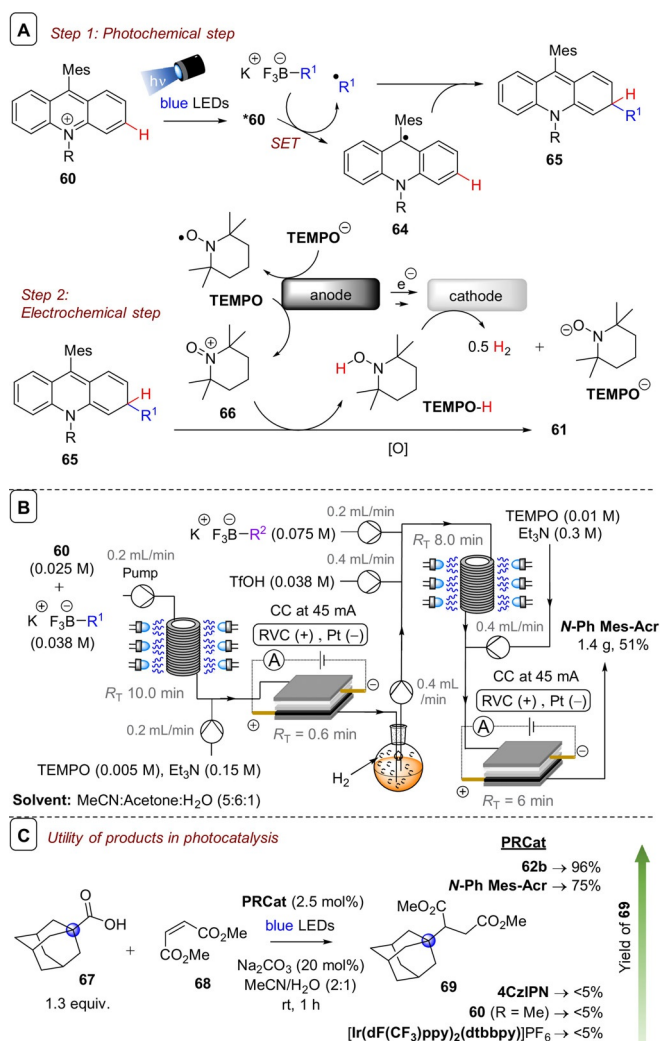 A
Step 1: Photochemical step
Mes
N
R
60
H
hν
blue LEDs
*60
K⊕ F₃B⊖–R¹
•R¹
SET
Mes
N
R
H
64
Mes
N
R
H
R¹
65
•O
N
TEMPO
TEMPO⊖
anode
e⊖
cathode
Step 2:
Electrochemical step
Mes
N
R
H
R¹
65
O
N⊕
66
HO
N
TEMPO-H
0.5 H₂
+
⊖O
N
TEMPO⊖
[O]
61
B
60
(0.025 M)
+
K⊕ F₃B⊖–R¹
(0.038 M)
0.2 mL/min
Pump
R_T 10.0 min
0.2 mL/min
TEMPO (0.005 M), Et₃N (0.15 M)
Solvent: MeCN:Acetone:H₂O (5:6:1)
CC at 45 mA
RVC (+) , Pt (–)
A
R_T = 0.6 min
H₂
0.4 mL
/min
K⊕ F₃B⊖–R² (0.075 M)
0.2 mL/min
TfOH (0.038 M)
0.4 mL/min
R_T 8.0 min
TEMPO (0.01 M)
Et₃N (0.3 M)
0.4 mL/min
N-Ph Mes-Acr
1.4 g, 51%
CC at 45 mA
RVC (+) , Pt (–)
A
R_T = 6 min
C
Utility of products in photocatalysis
O
OH
67
1.3 equiv.
+
CO₂Me
CO₂Me
68
PRCat (2.5 mol%)
blue LEDs
Na₂CO₃ (20 mol%)
MeCN/H₂O (2:1)
rt, 1 h
MeO₂C
CO₂Me
69
PRCat
62b → 96%
N-Ph Mes-Acr → 75%
4CzIPN → <5%
60 (R = Me) → <5%
[Ir(dF(CF₃)ppy)₂(dtbbpy)]PF₆ → <5%
Yield of 69